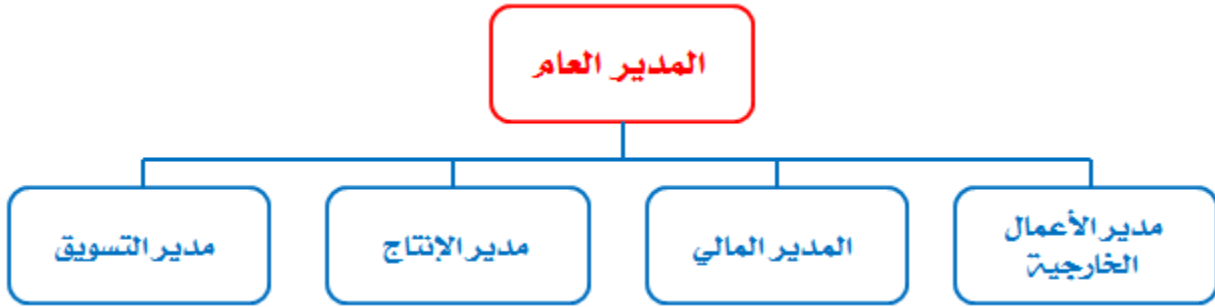 المدير العام
مدير الأعمال
الخارجية
المدير المالي
مدير الإنتاج
مدير التسويق